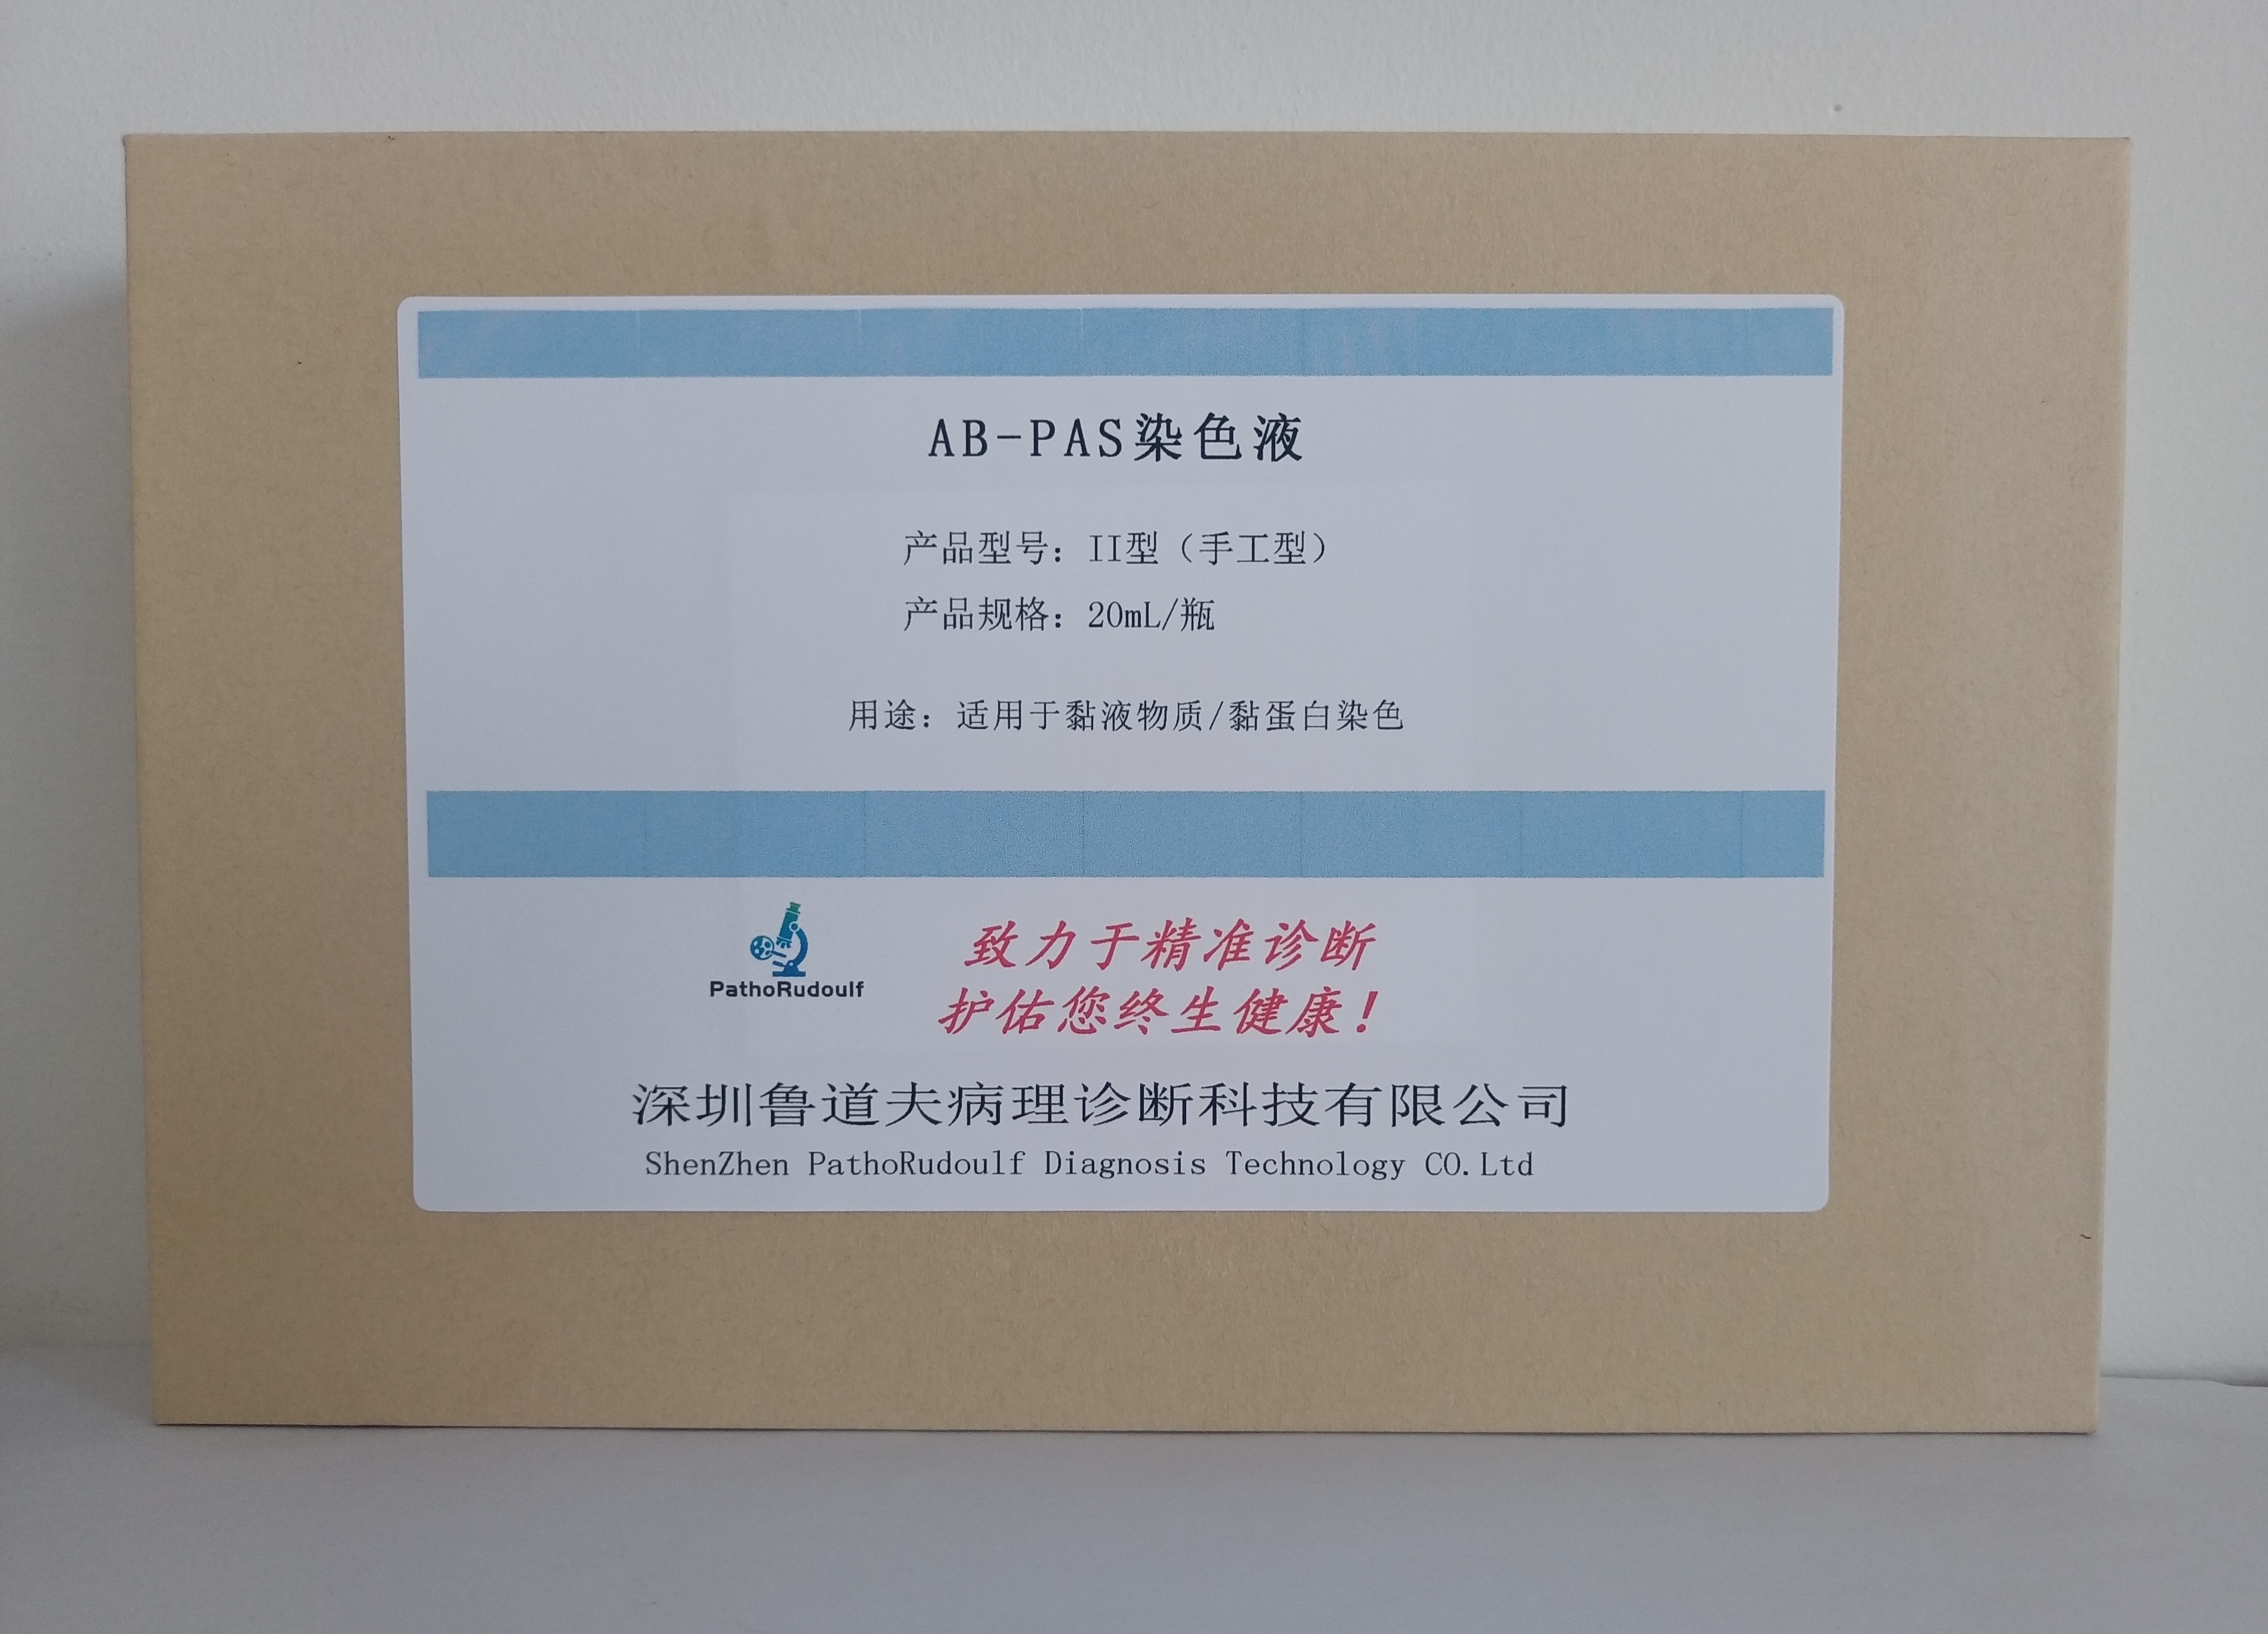 AB-PAS染色液
产品型号：II型（手工型）
产品规格：20mL/瓶
用途：适用于黏液物质/黏蛋白染色
PathoRudoulf
致力于精准诊断
护佑您终生健康！
深圳鲁道夫病理诊断科技有限公司
ShenZhen PathoRudoulf Diagnosis Technology CO.Ltd